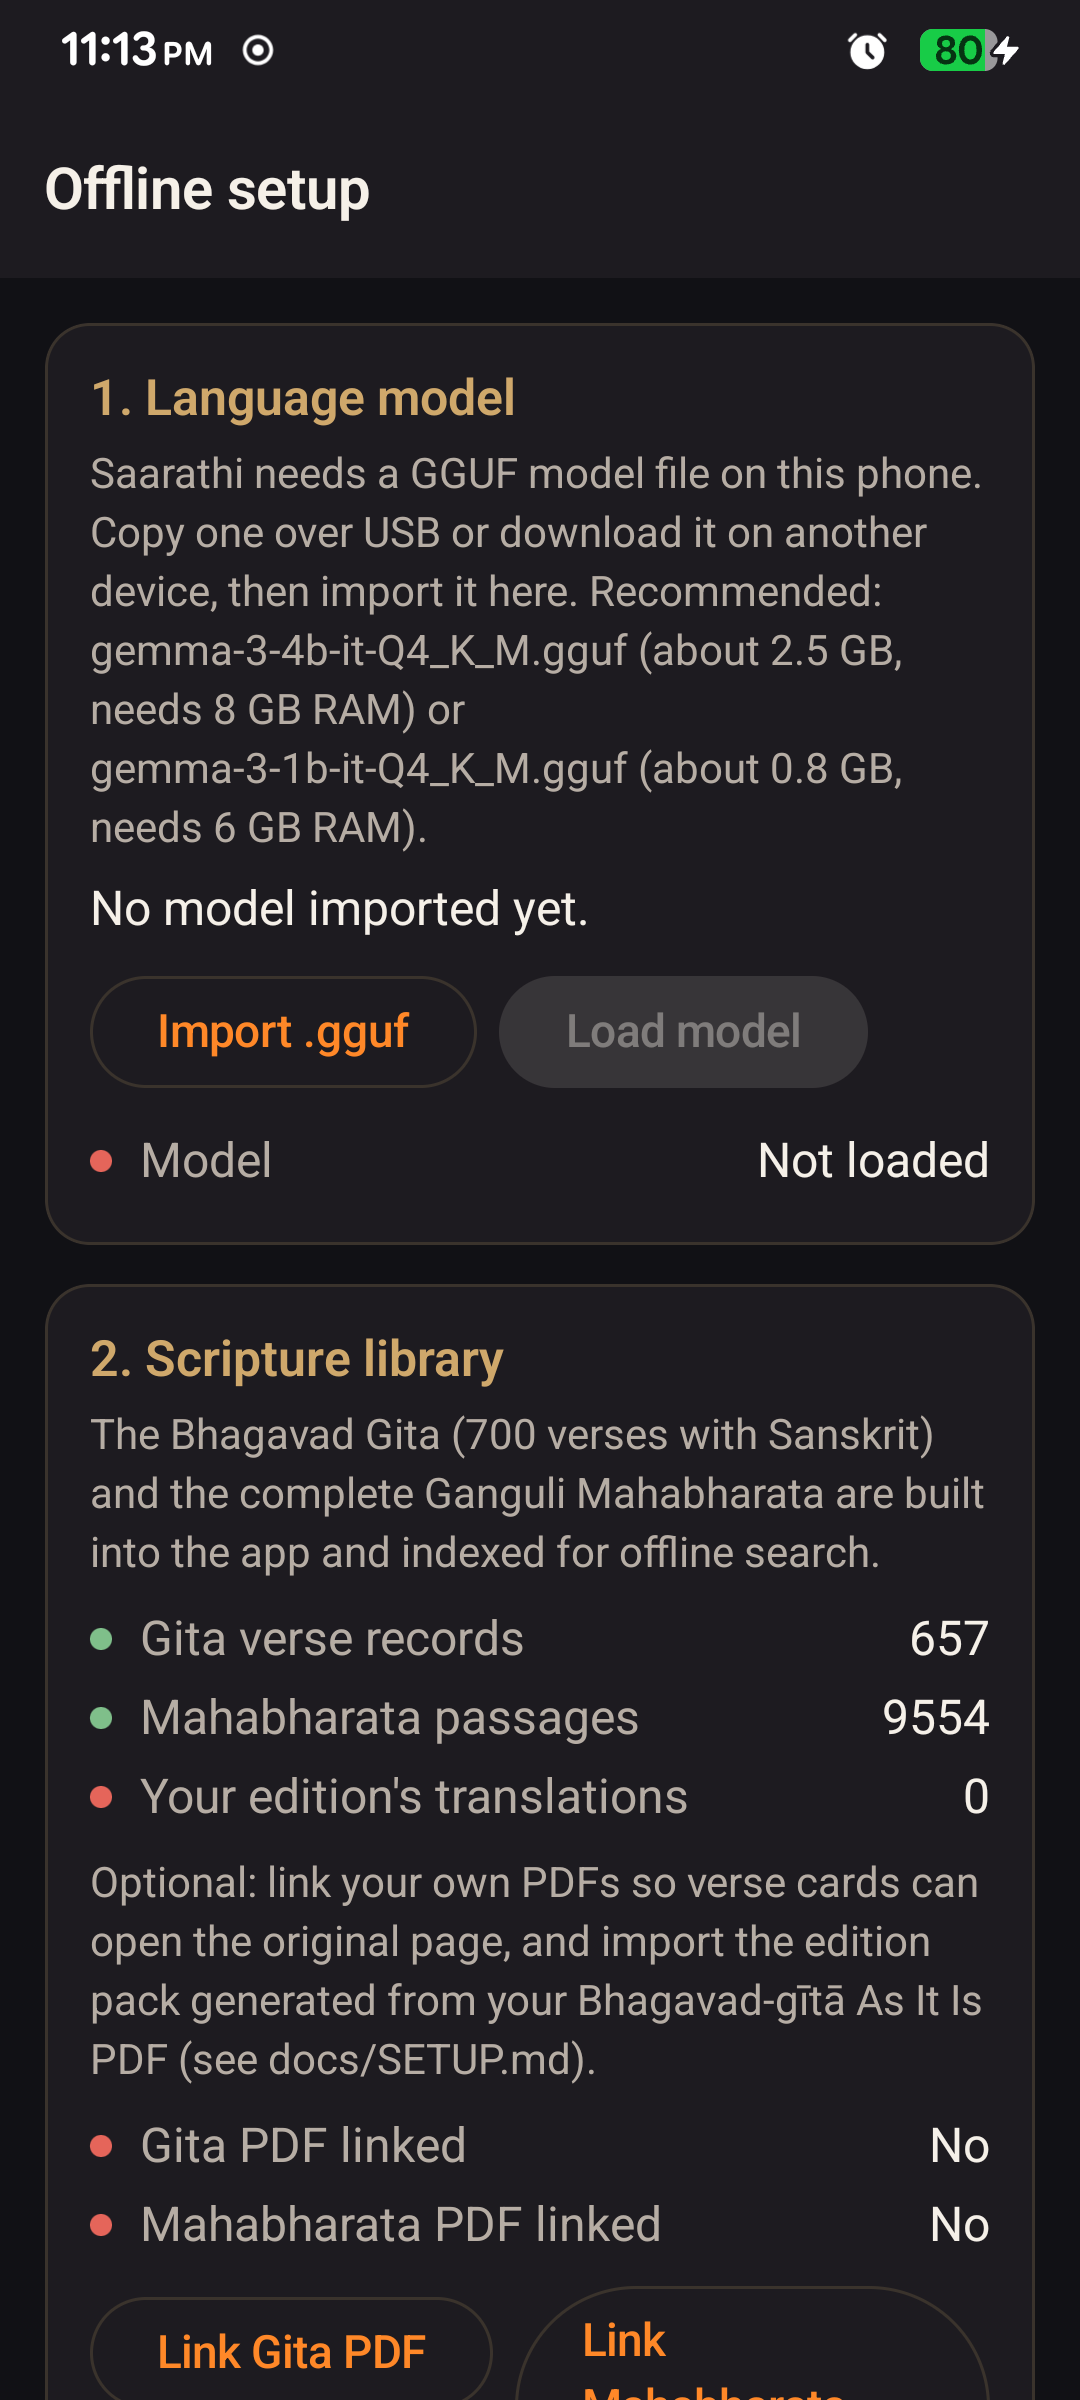 11:13 PM
80
Offline setup
1. Language model
Saarathi needs a GGUF model file on this phone.
Copy one over USB or download it on another
device, then import it here. Recommended:
gemma-3-4b-it-Q4_K_M.gguf (about 2.5 GB,
needs 8 GB RAM) or
gemma-3-1b-it-Q4_K_M.gguf (about 0.8 GB,
needs 6 GB RAM).
No model imported yet.
Import .gguf Load model
Model Not loaded
2. Scripture library
The Bhagavad Gita (700 verses with Sanskrit)
and the complete Ganguli Mahabharata are built
into the app and indexed for offline search.
Gita verse records 657
Mahabharata passages 9554
Your edition's translations 0
Optional: link your own PDFs so verse cards can
open the original page, and import the edition
pack generated from your Bhagavad-gītā As It Is
PDF (see docs/SETUP.md).
Gita PDF linked No
Mahabharata PDF linked No
Link Gita PDF
Link
Mahabharata